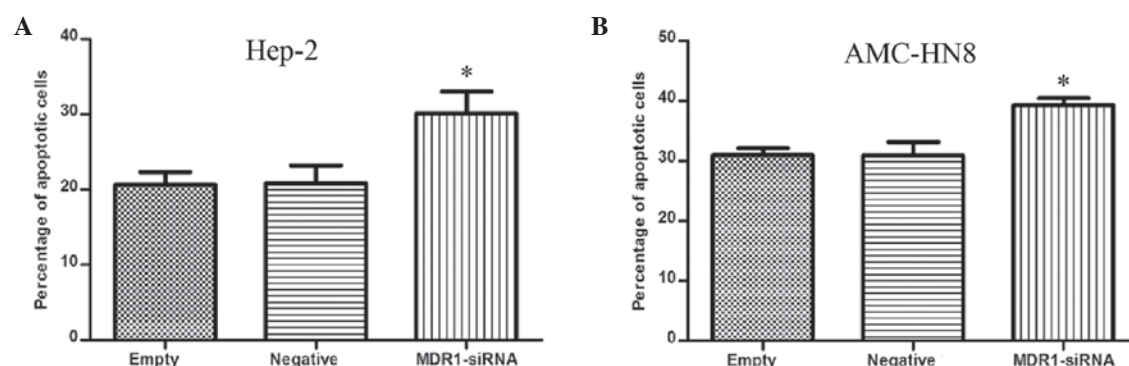 A
Hep-2
Percentage of apoptotic cells
40
30
20
10
0
*
Empty Negative MDR1-siRNA
B
AMC-HN8
Percentage of apoptotic cells
50
40
30
20
10
0
*
Empty Negative MDR1-siRNA